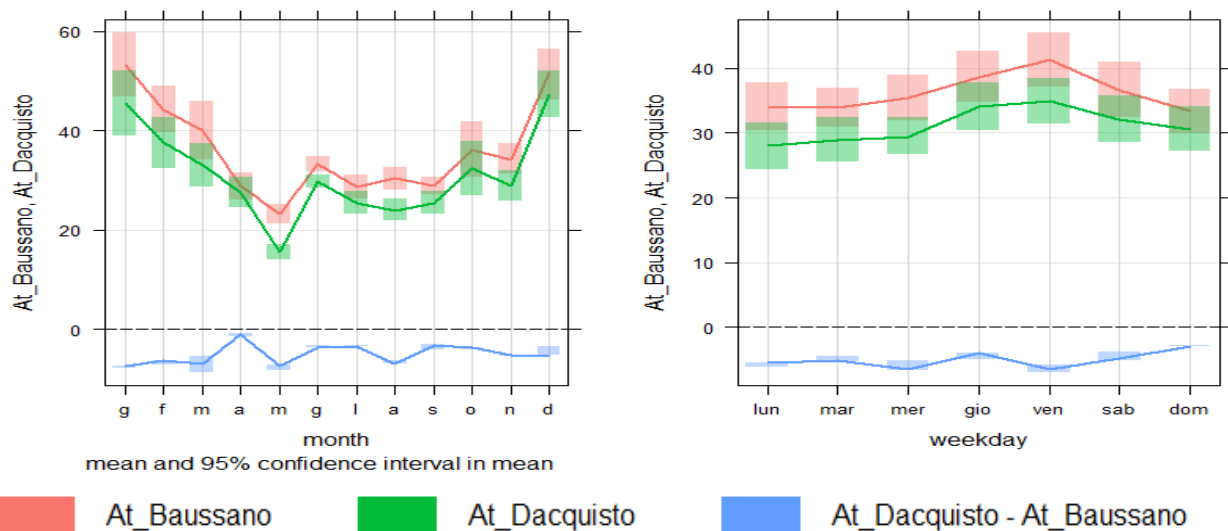 At_Baussano, At_Dacquisto
60
40
20
0
g f m a m g l a s o n d
month
mean and 95% confidence interval in mean
At_Baussano, At_Dacquisto
40
30
20
10
0
lun mar mer gio ven sab dom
weekday
At_Baussano At_Dacquisto At_Dacquisto - At_Baussano